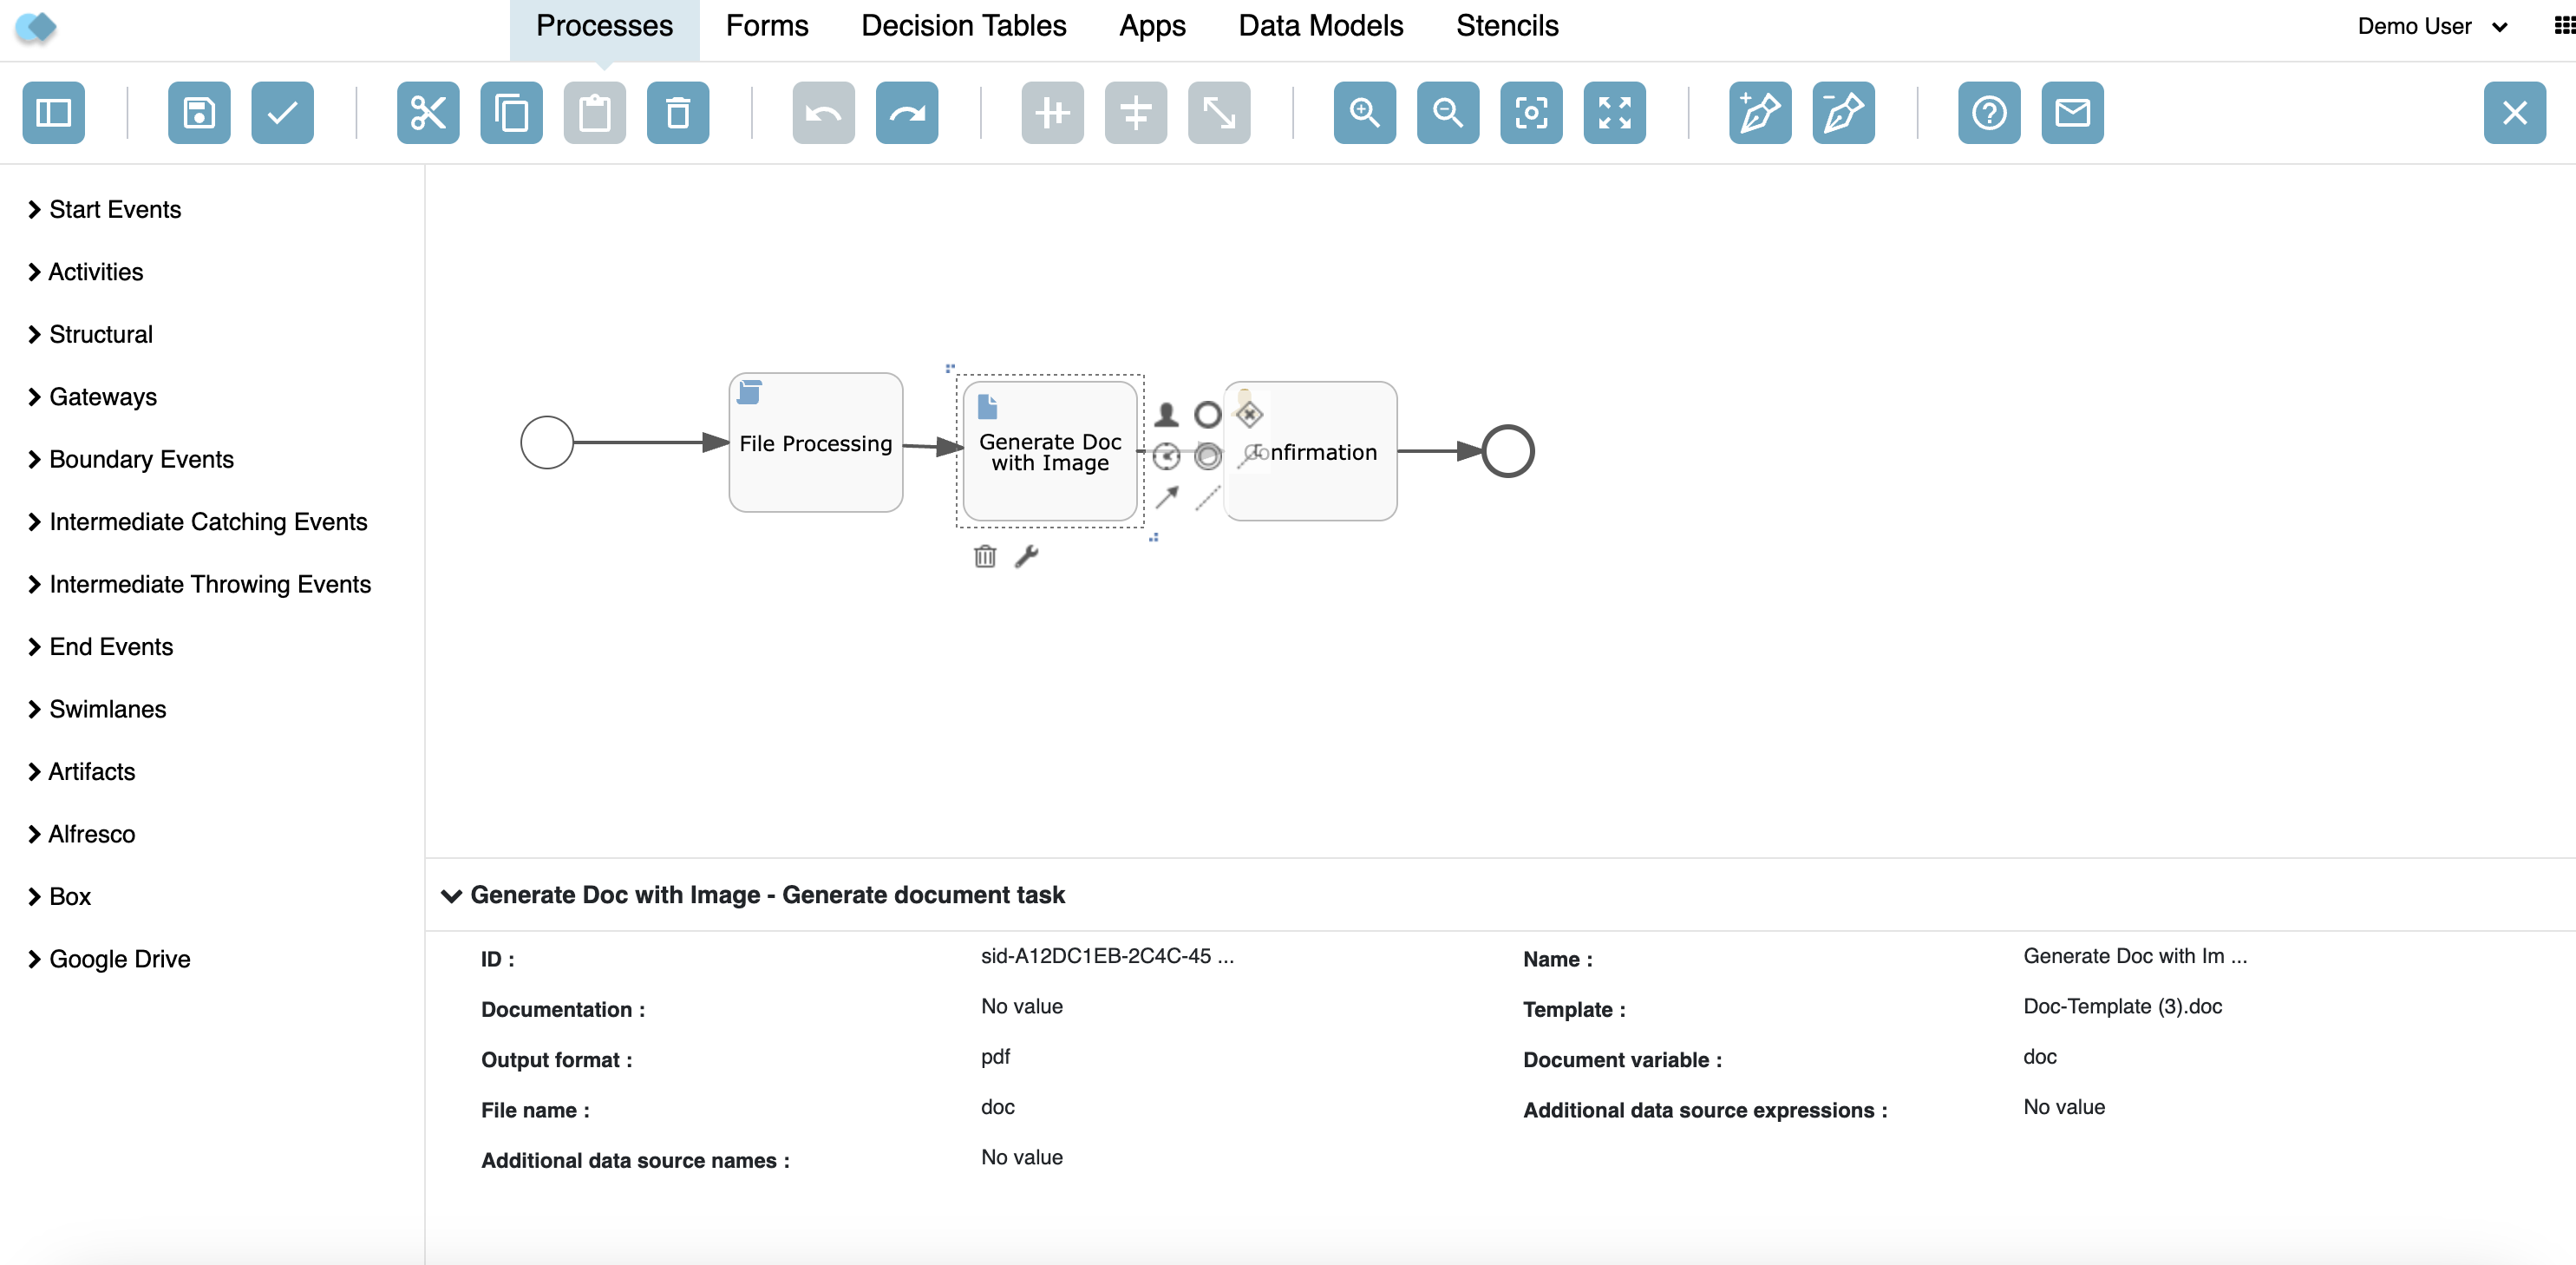 Processes Forms Decision Tables Apps Data Models Stencils Demo User
Start Events
Activities
Structural
Gateways
Boundary Events
Intermediate Catching Events
Intermediate Throwing Events
End Events
Swimlanes
Artifacts
Alfresco
Box
Google Drive
File Processing
Generate Doc
with Image
Confirmation
Generate Doc with Image - Generate document task
ID : sid-A12DC1EB-2C4C-45 ... Name : Generate Doc with Im ...
Documentation : No value Template : Doc-Template (3).doc
Output format : pdf Document variable : doc
File name : doc Additional data source expressions : No value
Additional data source names : No value